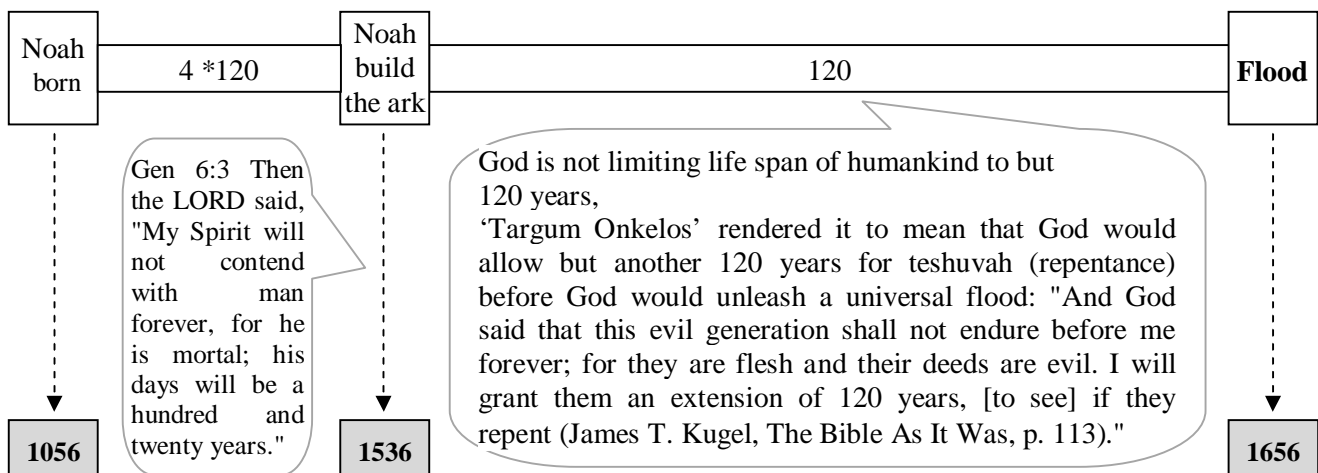 Noah
born
4 *120
Noah
build
the ark
120
Flood
Gen 6:3 Then
the LORD said,
"My Spirit will
not contend
with man
forever, for he
is mortal; his
days will be a
hundred and
twenty years."
God is not limiting life span of humankind to but
120 years,
‘Targum Onkelos’ rendered it to mean that God would
allow but another 120 years for teshuvah (repentance)
before God would unleash a universal flood: "And God
said that this evil generation shall not endure before me
forever; for they are flesh and their deeds are evil. I will
grant them an extension of 120 years, [to see] if they
repent (James T. Kugel, The Bible As It Was, p. 113)."
1056
1536
1656